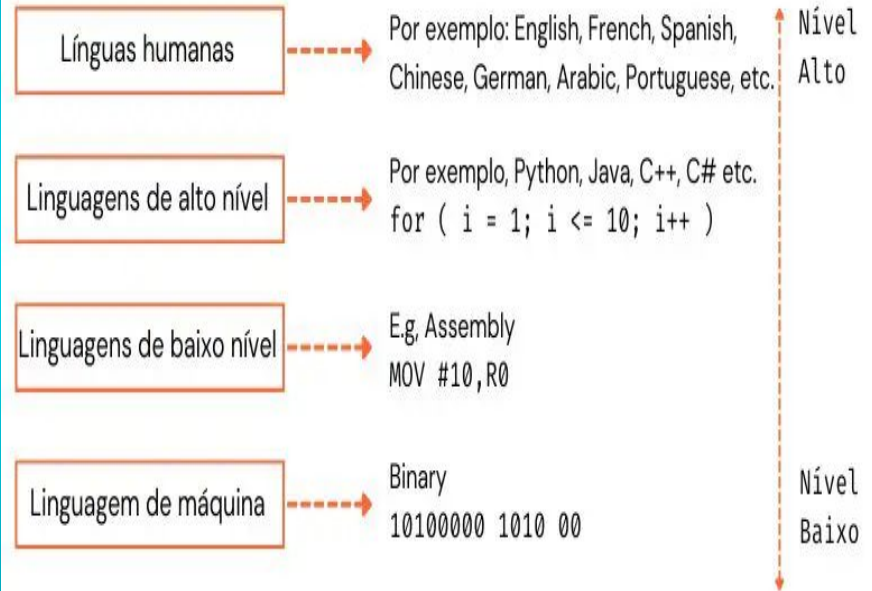 Línguas humanas
Por exemplo: English, French, Spanish,
Chinese, German, Arabic, Portuguese, etc.
Nível
Alto
Linguagens de alto nível
Por exemplo, Python, Java, C++, C# etc.
for ( i = 1; i <= 10; i++ )
Linguagens de baixo nível
E.g, Assembly
MOV #10,R0
Linguagem de máquina
Binary
10100000 1010 00
Nível
Baixo